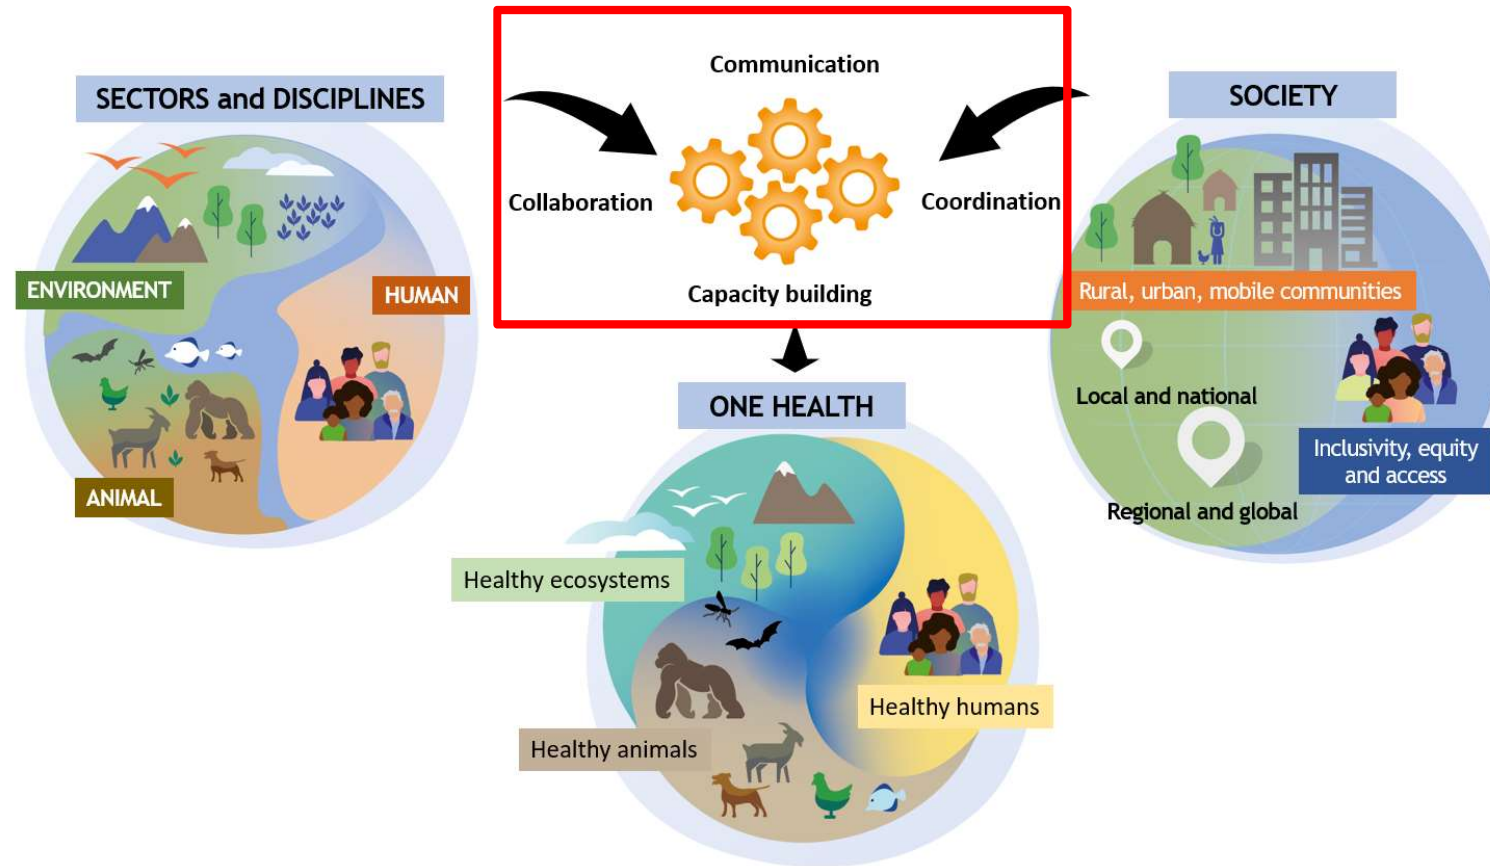 SECTORS and DISCIPLINES
ENVIRONMENT
HUMAN
ANIMAL
Communication
Collaboration
Coordination
Capacity building
SOCIETY
Rural, urban, mobile communities
Local and national
Inclusivity, equity
and access
Regional and global
ONE HEALTH
Healthy ecosystems
Healthy humans
Healthy animals